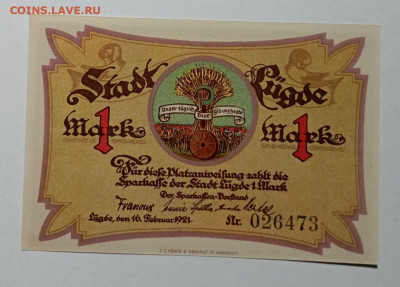 coins.lave.ru
Stadt Lügde
Unser täglich Brot gib uns heute
1 Mark 1 Mark
Für diese Platzanweisung zahlt die
Sparkasse der Stadt Lügde 1 Mark
Der Sparkassen-Vorstand
Lügde, den 16. Februar 1921. Nr. 026473